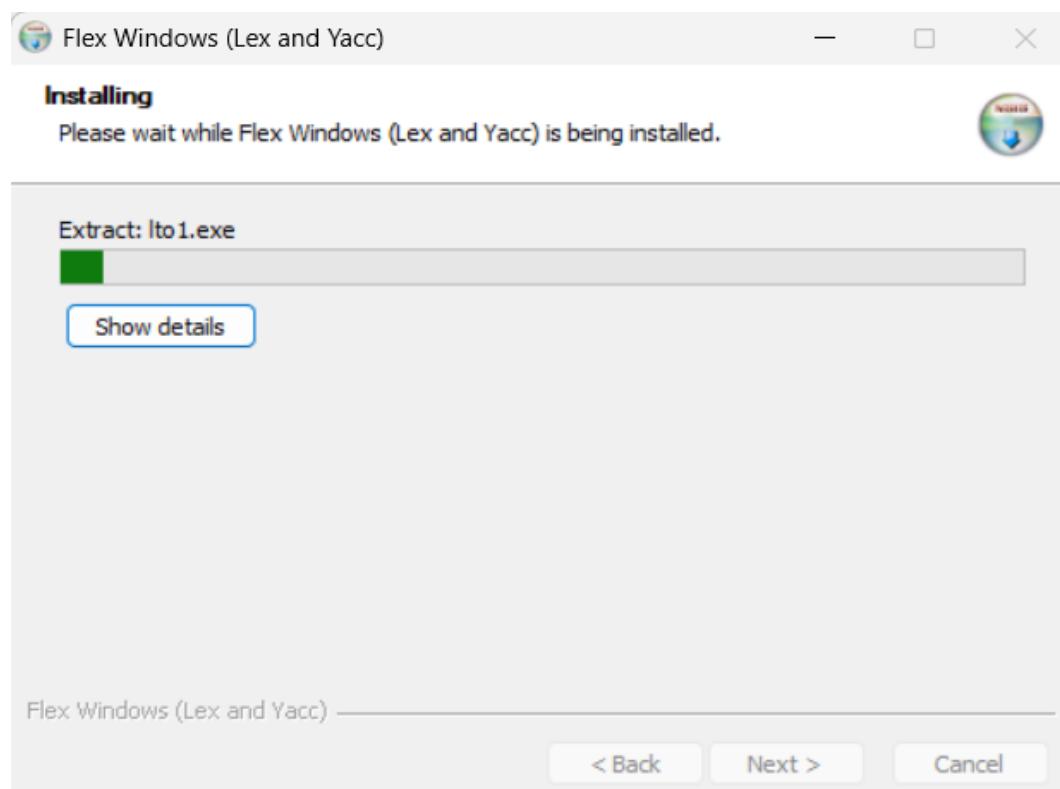 Flex Windows (Lex and Yacc)
Installing
Please wait while Flex Windows (Lex and Yacc) is being installed.
Extract: lto1.exe
Show details
Flex Windows (Lex and Yacc)
< Back Next > Cancel